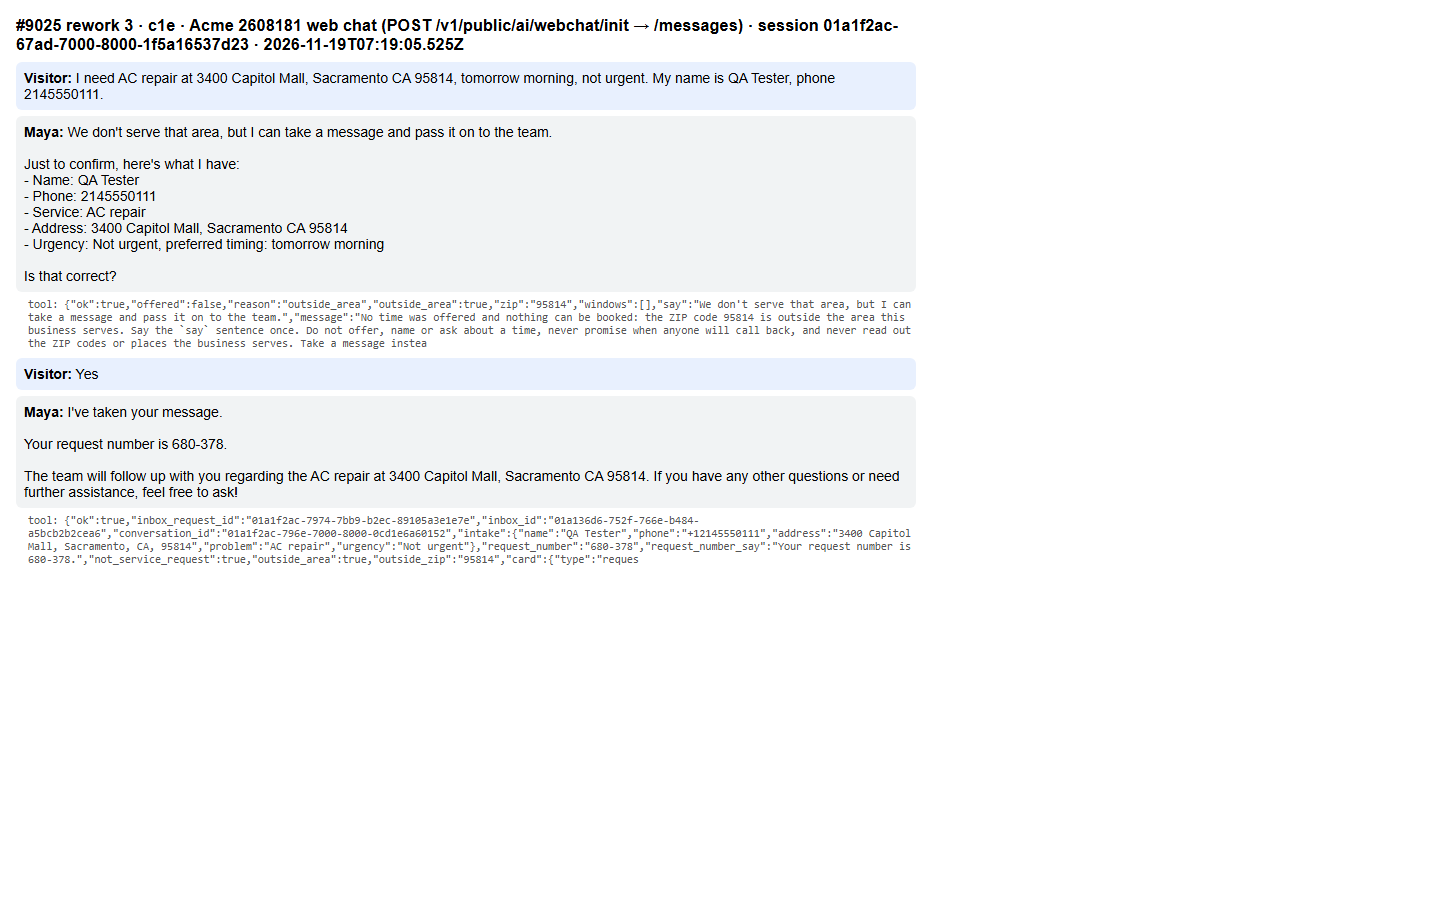 #9025 rework 3 · c1e · Acme 2608181 web chat (POST /v1/public/ai/webchat/init → /messages) · session 01a1f2ac-
67ad-7000-8000-1f5a16537d23 · 2026-11-19T07:19:05.525Z
Visitor: I need AC repair at 3400 Capitol Mall, Sacramento CA 95814, tomorrow morning, not urgent. My name is QA Tester, phone
2145550111.
Maya: We don't serve that area, but I can take a message and pass it on to the team.
Just to confirm, here's what I have:
- Name: QA Tester
- Phone: 2145550111
- Service: AC repair
- Address: 3400 Capitol Mall, Sacramento CA 95814
- Urgency: Not urgent, preferred timing: tomorrow morning
Is that correct?
tool: {"ok":true,"offered":false,"reason":"outside_area","outside_area":true,"zip":"95814","windows":[],"say":"We don't serve that area, but I can
take a message and pass it on to the team.","message":"No time was offered and nothing can be booked: the ZIP code 95814 is outside the area this
business serves. Say the `say` sentence once. Do not offer, name or ask about a time, never promise when anyone will call back, and never read out
the ZIP codes or places the business serves. Take a message instea
Visitor: Yes
Maya: I've taken your message.
Your request number is 680-378.
The team will follow up with you regarding the AC repair at 3400 Capitol Mall, Sacramento CA 95814. If you have any other questions or need
further assistance, feel free to ask!
tool: {"ok":true,"inbox_request_id":"01a1f2ac-7974-7bb9-b2ec-89105a3e1e7e","inbox_id":"01a136d6-752f-766e-b484-
a5bcb2b2cea6","conversation_id":"01a1f2ac-796e-7000-8000-0cd1e6a60152","intake":{"name":"QA Tester","phone":"+12145550111","address":"3400 Capitol
Mall, Sacramento, CA, 95814","problem":"AC repair","urgency":"Not urgent"},"request_number":"680-378","request_number_say":"Your request number is
680-378.","not_service_request":true,"outside_area":true,"outside_zip":"95814","card":{"type":"reques